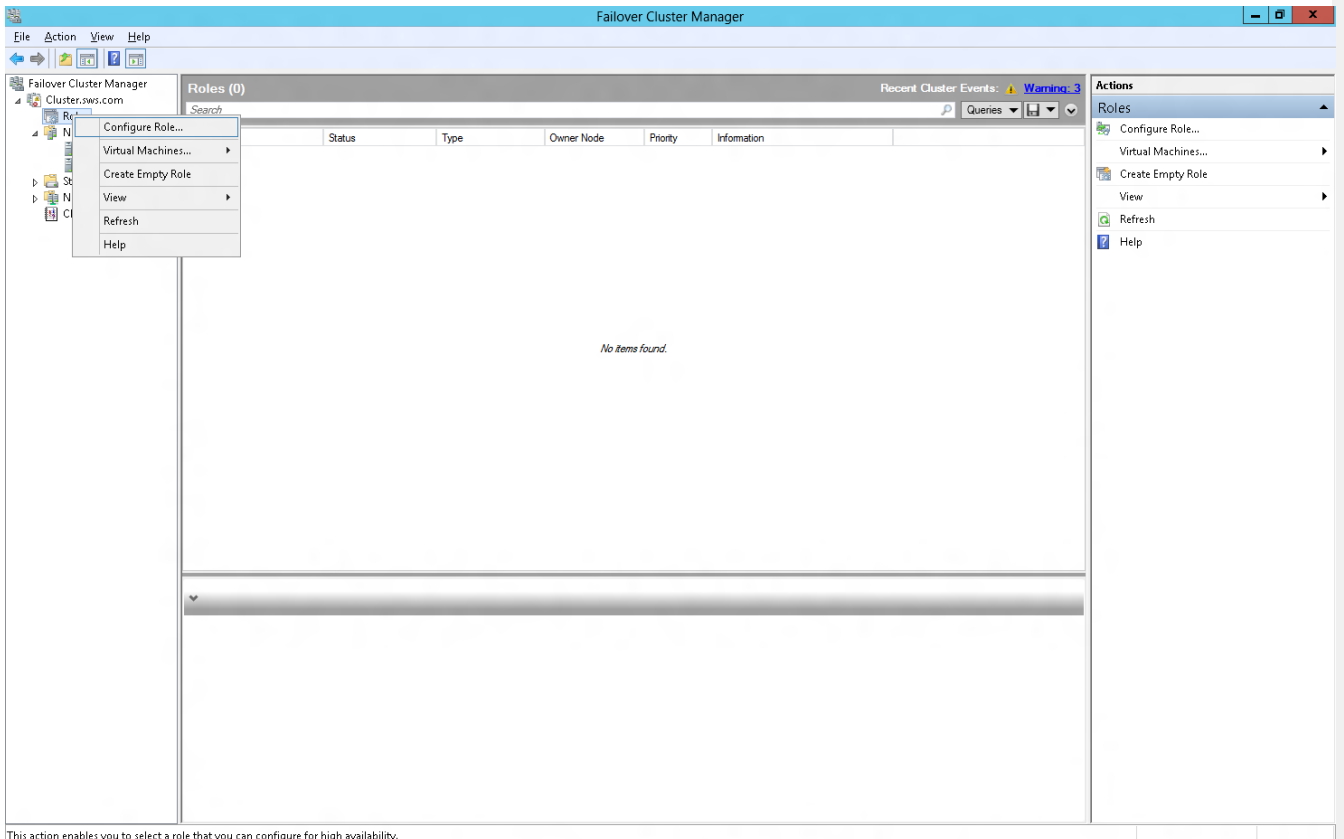 Failover Cluster Manager
File Action View Help
Failover Cluster Manager
Cluster.sws.com
Configure Role...
Virtual Machines...
Create Empty Role
View
Refresh
Help
Roles (0)
Recent Cluster Events: Warning: 3
Search
Queries
Status Type Owner Node Priority Information
No items found.
Actions
Roles
Configure Role...
Virtual Machines...
Create Empty Role
View
Refresh
Help
This action enables you to select a role that you can configure for high availability.